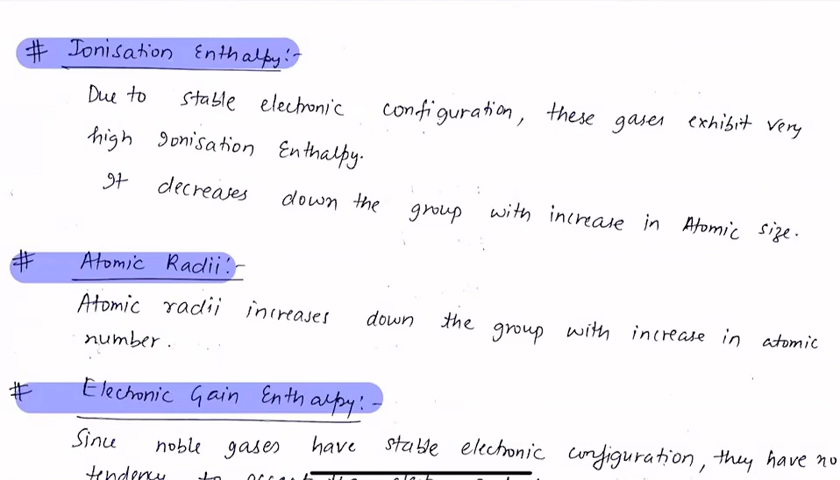 # Ionisation Enthalpy:-
Due to stable electronic configuration, these gases exhibit very
high Ionisation Enthalpy.
It decreases down the group with increase in Atomic size.
# Atomic Radii:-
Atomic radii increases down the group with increase in atomic
number.
# Electronic Gain Enthalpy:-
Since noble gases have stable electronic configuration, they have no
tendency to